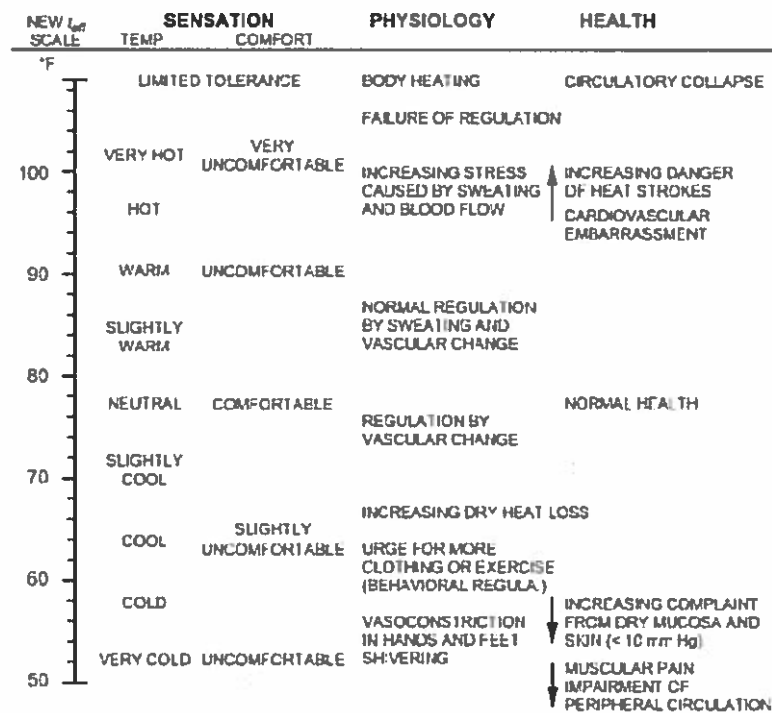 NEW t_eff SENSATION PHYSIOLOGY HEALTH
SCALE TEMP COMFORT
°F
LIMITED TOLERANCE BODY HEATING CIRCULATORY COLLAPSE
FAILURE OF REGULATION
VERY
VERY HOT UNCOMFORTABLE
100 INCREASING STRESS INCREASING DANGER
CAUSED BY SWEATING OF HEAT STROKES
HOT AND BLOOD FLOW CARDIOVASCULAR
EMBARRASSMENT
90 WARM UNCOMFORTABLE
NORMAL REGULATION
SLIGHTLY BY SWEATING AND
WARM VASCULAR CHANGE
80
NEUTRAL COMFORTABLE NORMAL HEALTH
REGULATION BY
VASCULAR CHANGE
SLIGHTLY
70 COOL
INCREASING DRY HEAT LOSS
SLIGHTLY
COOL UNCOMFORTABLE URGE FOR MORE
CLOTHING OR EXERCISE
60 (BEHAVIORAL REGULA.)
COLD INCREASING COMPLAINT
VASOCONSTRICTION FROM DRY MUCOSA AND
IN HANDS AND FEET SKIN (< 10 mm Hg)
VERY COLD UNCOMFORTABLE SHIVERING
MUSCULAR PAIN
50 IMPAIRMENT OF
PERIPHERAL CIRCULATION